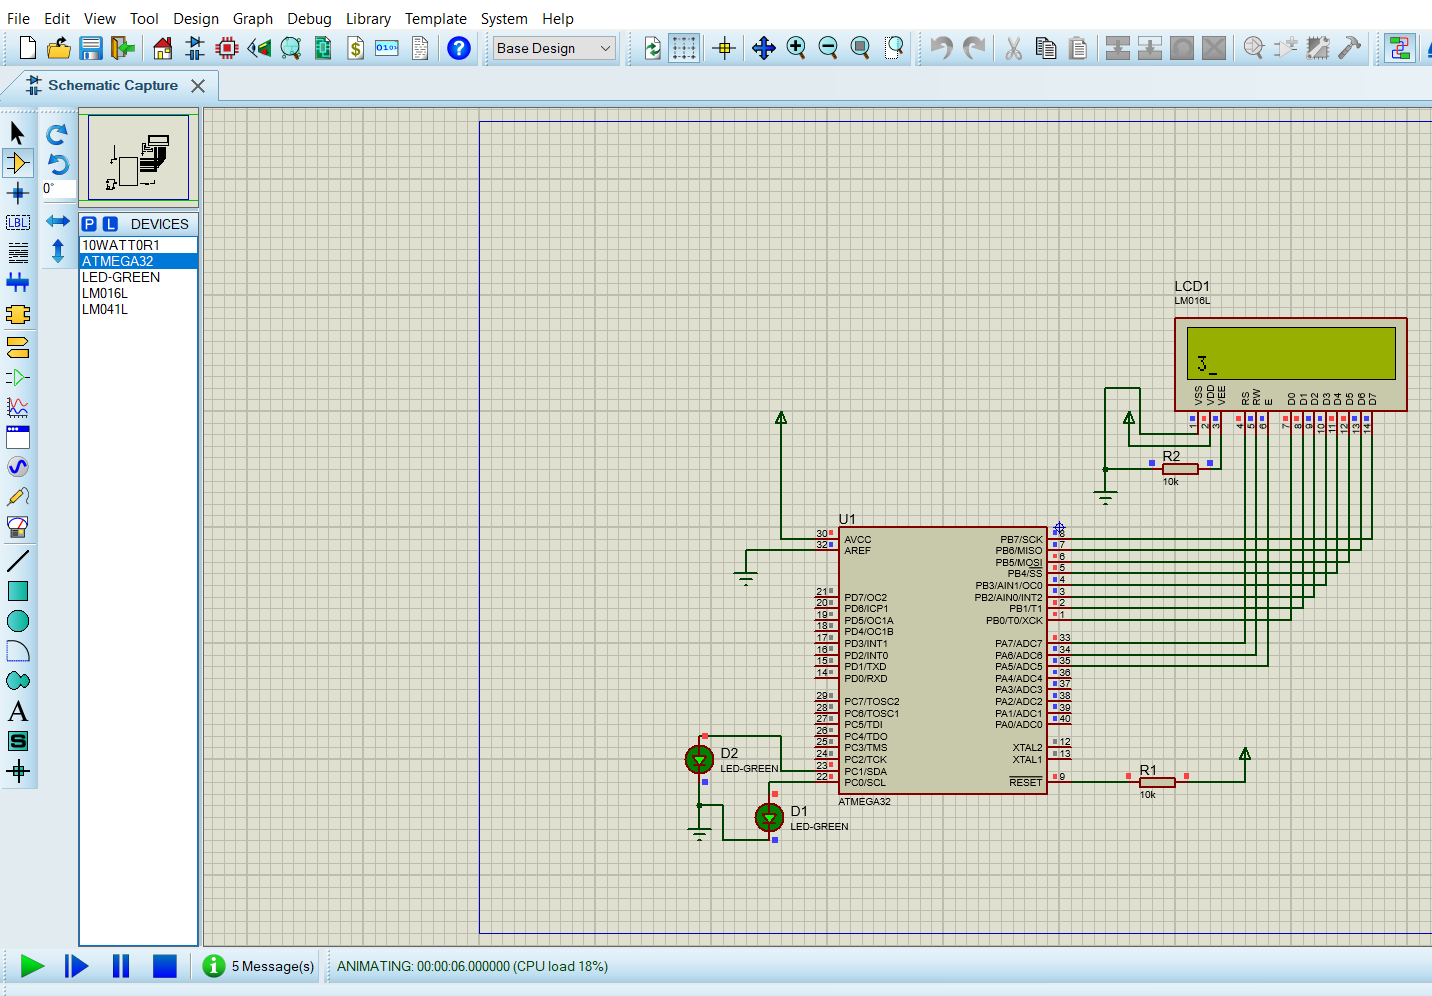 File Edit View Tool Design Graph Debug Library Template System Help
Base Design
Schematic Capture
0°
P L DEVICES
10WATT0R1
ATMEGA32
LED-GREEN
LM016L
LM041L
LBL
A
S
LCD1
LM016L
3_
VSS VDD VEE RS RW E D0 D1 D2 D3 D4 D5 D6 D7
1 2 3 4 5 6 7 8 9 10 11 12 13 14
R2
10k
U1
30 AVCC PB7/SCK 8
32 AREF PB6/MISO 7
PB5/MOSI 6
PB4/SS 5
PB3/AIN1/OC0 4
21 PD7/OC2 PB2/AIN0/INT2 3
20 PD6/ICP1 PB1/T1 2
19 PD5/OC1A PB0/T0/XCK 1
18 PD4/OC1B
17 PD3/INT1 PA7/ADC7 33
16 PD2/INT0 PA6/ADC6 34
15 PD1/TXD PA5/ADC5 35
14 PD0/RXD PA4/ADC4 36
PA3/ADC3 37
29 PC7/TOSC2 PA2/ADC2 38
28 PC6/TOSC1 PA1/ADC1 39
27 PC5/TDI PA0/ADC0 40
26 PC4/TDO
25 PC3/TMS XTAL2 12
24 PC2/TCK XTAL1 13
23 PC1/SDA
22 PC0/SCL RESET 9
ATMEGA32
D2
LED-GREEN
D1
LED-GREEN
R1
10k
5 Message(s) ANIMATING: 00:00:06.000000 (CPU load 18%)